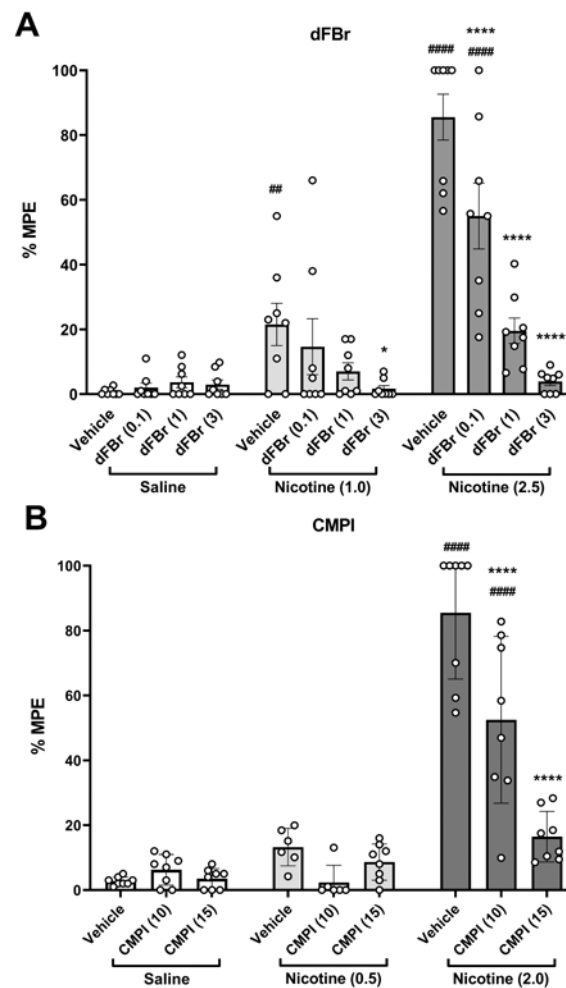 A
dFBr
% MPE
100
80
60
40
20
0
##
*
####
****
####
****
****
Vehicle
dFBr (0.1)
dFBr (1)
dFBr (3)
Vehicle
dFBr (0.1)
dFBr (1)
dFBr (3)
Vehicle
dFBr (0.1)
dFBr (1)
dFBr (3)
Saline
Nicotine (1.0)
Nicotine (2.5)
B
CMPI
% MPE
100
80
60
40
20
0
####
****
####
****
Vehicle
CMPI (10)
CMPI (15)
Vehicle
CMPI (10)
CMPI (15)
Vehicle
CMPI (10)
CMPI (15)
Saline
Nicotine (0.5)
Nicotine (2.0)